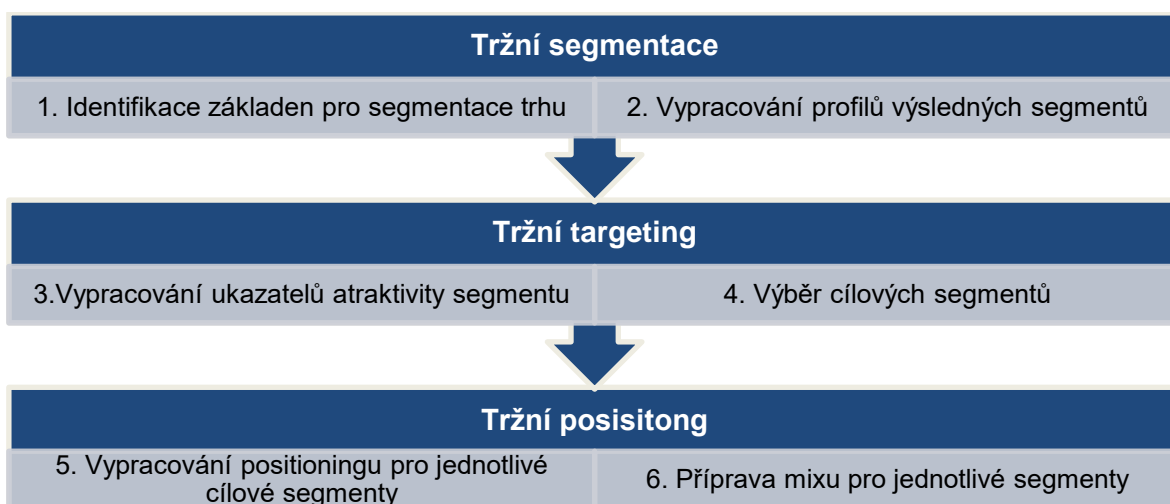 Tržní segmentace
1. Identifikace základen pro segmentace trhu
2. Vypracování profilů výsledných segmentů
Tržní targeting
3.Vypracování ukazatelů atraktivity segmentu
4. Výběr cílových segmentů
Tržní posisitong
5. Vypracování positioningu pro jednotlivé
cílové segmenty
6. Příprava mixu pro jednotlivé segmenty